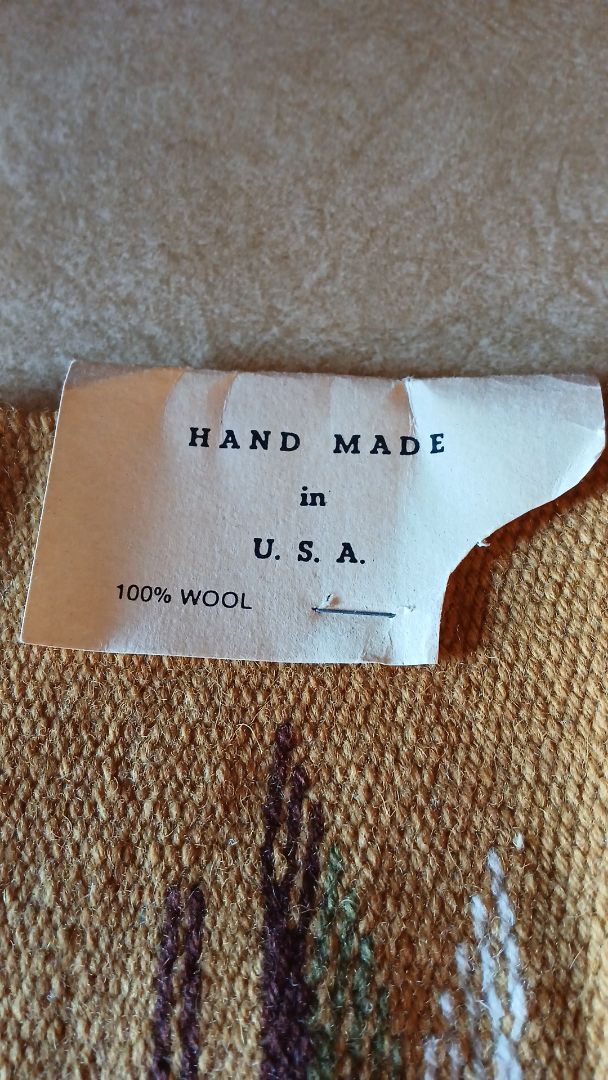 HAND MADE
in
U. S. A.
100% WOOL